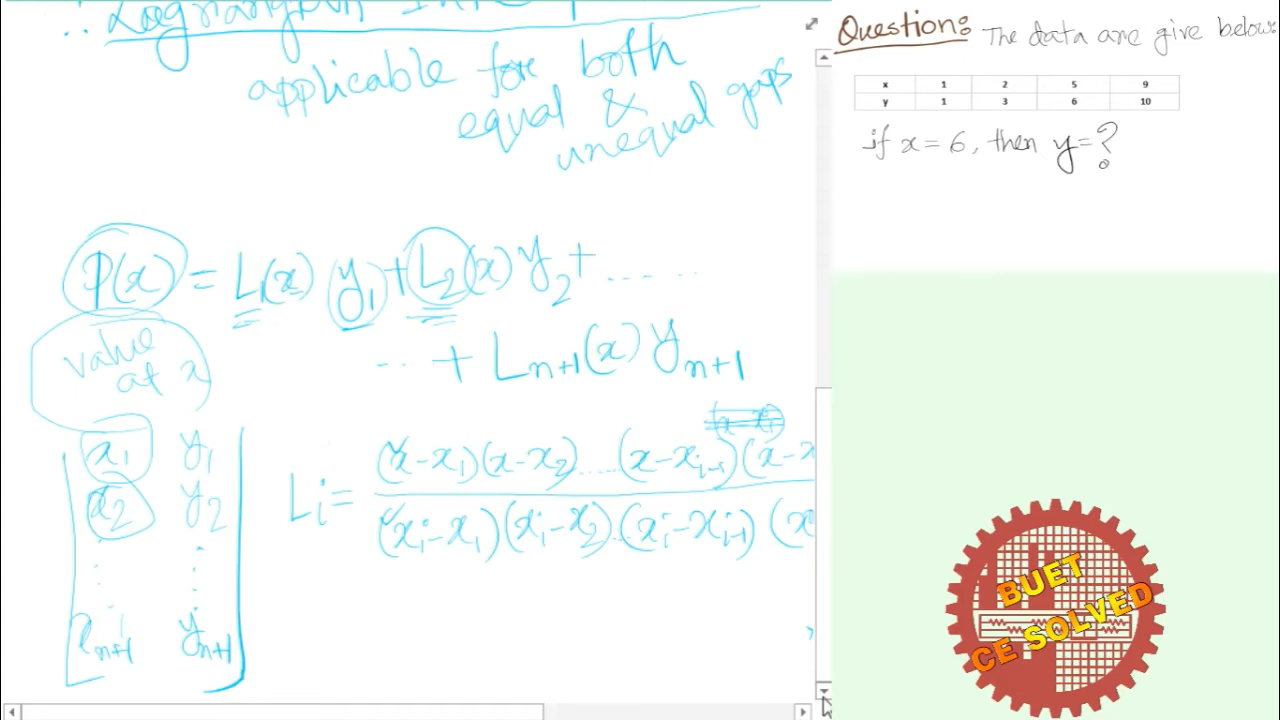 ∴ Lagrangian
applicable for both
equal &
unequal gaps
P(x) = L₁(x) y₁ + L₂(x) y₂ + ......
... + Lₙ₊₁(x) yₙ₊₁
value
at x
x₁ y₁
x₂ y₂
: :
xₙ₊₁ yₙ₊₁
Lᵢ = (x-x₁)(x-x₂)....(x-xᵢ₋₁)(x-x
(xᵢ-x₁)(xᵢ-x₂)...(xᵢ-xᵢ₋₁)(x
Question: The data are give below:
x 1 2 5 9
y 1 3 6 10
if x = 6, then y = ?
BUET
CE SOLVED